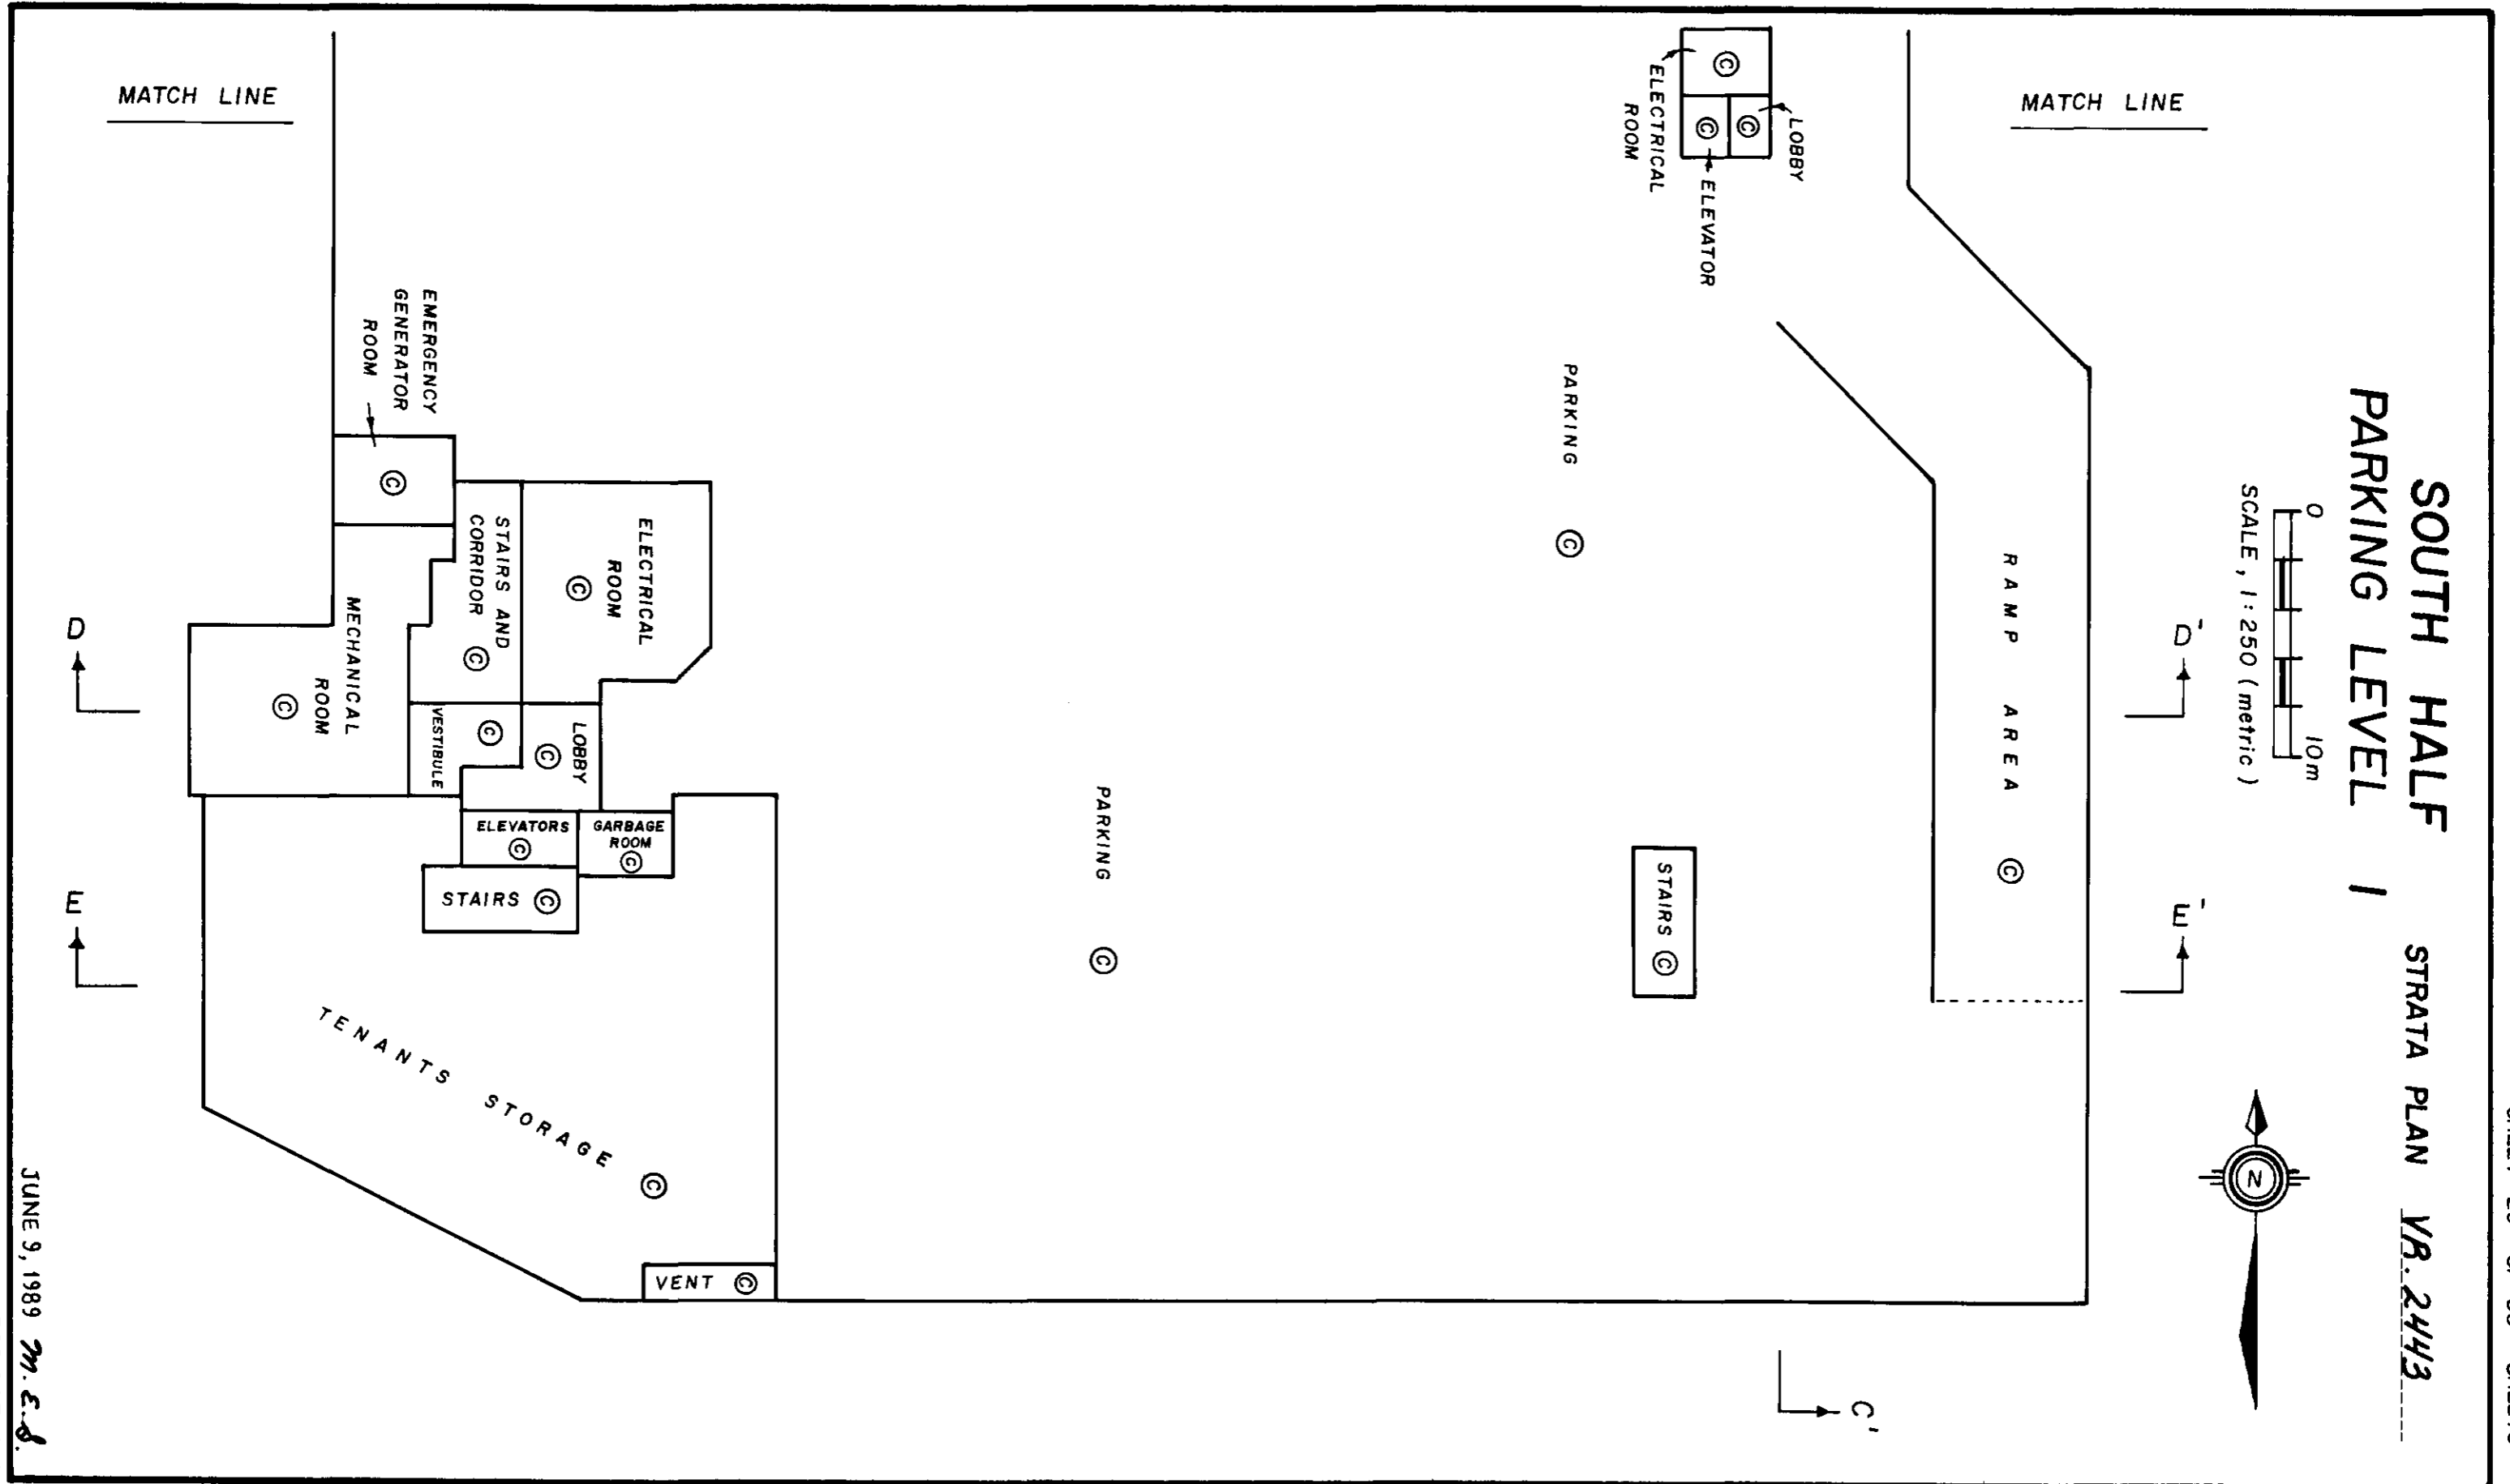 SOUTH HALF
PARKING LEVEL 1
STRATA PLAN VR. 2443
0 10m
SCALE, 1:250 (metric)
N
MATCH LINE
MATCH LINE
LOBBY
©
©
©
ELEVATOR
ELECTRICAL
ROOM
RAMP AREA ©
D'
E'
C'
PARKING ©
STAIRS ©
PARKING ©
EMERGENCY
GENERATOR
ROOM
©
ELECTRICAL
ROOM
©
STAIRS AND
CORRIDOR ©
MECHANICAL
ROOM
©
VESTIBULE
©
LOBBY
©
ELEVATORS
©
GARBAGE
ROOM
©
STAIRS ©
TENANTS STORAGE ©
VENT ©
D
E
JUNE 9, 1989 M.E.S.